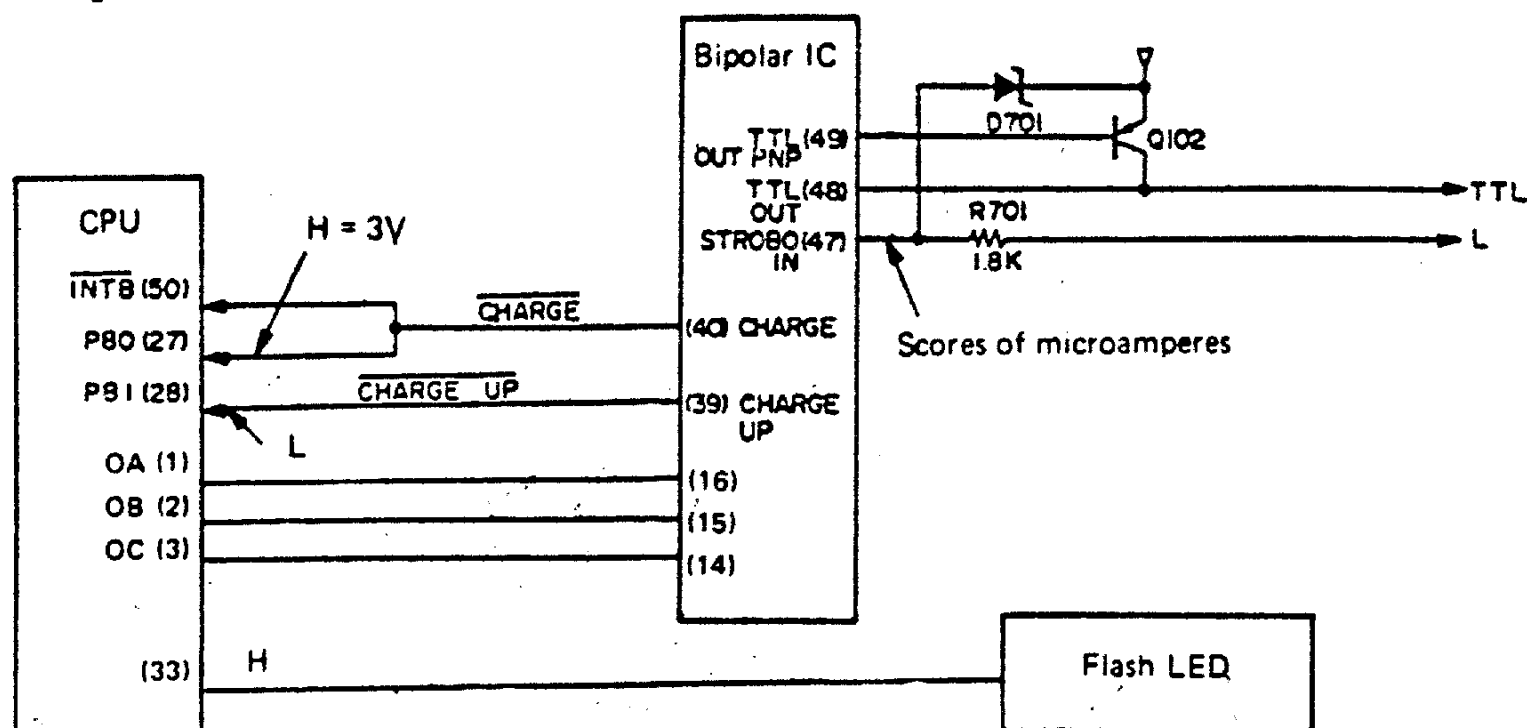 Bipolar IC
D701
TTL (49)
OUT PNP
Q102
TTL (48)
OUT
TTL
R701
STROBO (47)
IN
1.8K
L
CPU
H = 3V
INT8 (50)
CHARGE
(40) CHARGE
P80 (27)
Scores of microamperes
P81 (28)
CHARGE UP
(39) CHARGE
UP
L
OA (1)
(16)
OB (2)
(15)
OC (3)
(14)
(33)
H
Flash LED